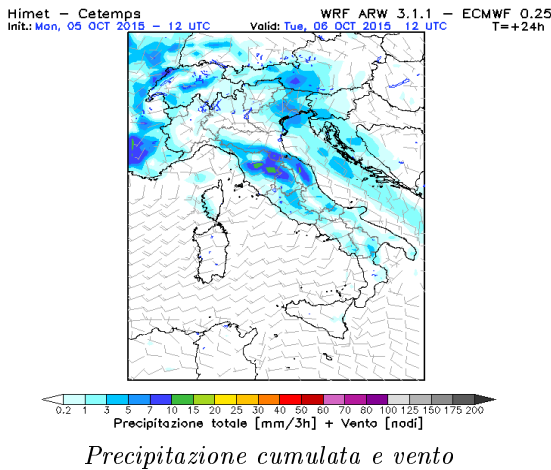 Himet - Cetemps WRF ARW 3.1.1 - ECMWF 0.25
Init.: Mon, 05 OCT 2015 - 12 UTC Valid: Tue, 06 OCT 2015 12 UTC T=+24h
0.2 1 3 5 7 10 15 20 25 30 40 50 60 70 80 100 125 150 175 200
Precipitazione totale [mm/3h] + Vento [nodi]
Precipitazione cumulata e vento